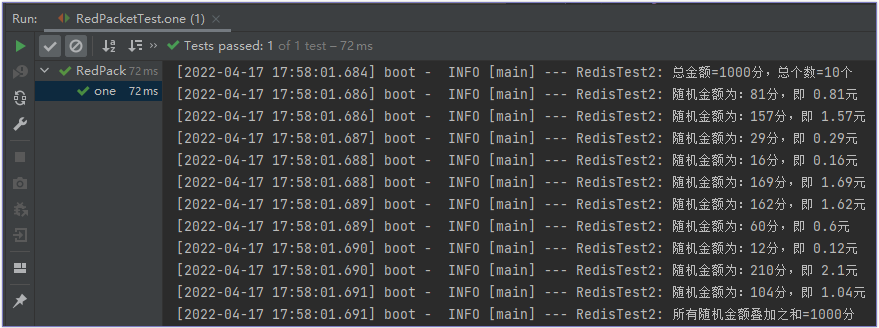 Run: RedPacketTest.one (1) ×
Tests passed: 1 of 1 test – 72 ms
RedPack 72 ms
one 72 ms
[2022-04-17 17:58:01.684] boot -  INFO [main] --- RedisTest2: 总金额=1000分，总个数=10个
[2022-04-17 17:58:01.686] boot -  INFO [main] --- RedisTest2: 随机金额为：81分，即 0.81元
[2022-04-17 17:58:01.686] boot -  INFO [main] --- RedisTest2: 随机金额为：157分，即 1.57元
[2022-04-17 17:58:01.687] boot -  INFO [main] --- RedisTest2: 随机金额为：29分，即 0.29元
[2022-04-17 17:58:01.688] boot -  INFO [main] --- RedisTest2: 随机金额为：16分，即 0.16元
[2022-04-17 17:58:01.688] boot -  INFO [main] --- RedisTest2: 随机金额为：169分，即 1.69元
[2022-04-17 17:58:01.689] boot -  INFO [main] --- RedisTest2: 随机金额为：162分，即 1.62元
[2022-04-17 17:58:01.689] boot -  INFO [main] --- RedisTest2: 随机金额为：60分，即 0.6元
[2022-04-17 17:58:01.690] boot -  INFO [main] --- RedisTest2: 随机金额为：12分，即 0.12元
[2022-04-17 17:58:01.690] boot -  INFO [main] --- RedisTest2: 随机金额为：210分，即 2.1元
[2022-04-17 17:58:01.691] boot -  INFO [main] --- RedisTest2: 随机金额为：104分，即 1.04元
[2022-04-17 17:58:01.691] boot -  INFO [main] --- RedisTest2: 所有随机金额叠加之和=1000分